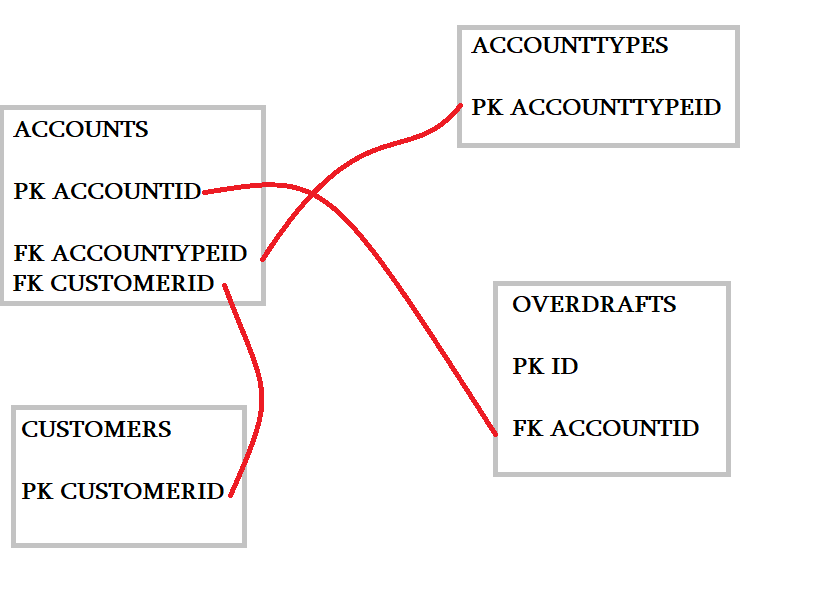 ACCOUNTTYPES
PK ACCOUNTTYPEID
ACCOUNTS
PK ACCOUNTID
FK ACCOUNTYPEID
FK CUSTOMERID
OVERDRAFTS
PK ID
FK ACCOUNTID
CUSTOMERS
PK CUSTOMERID